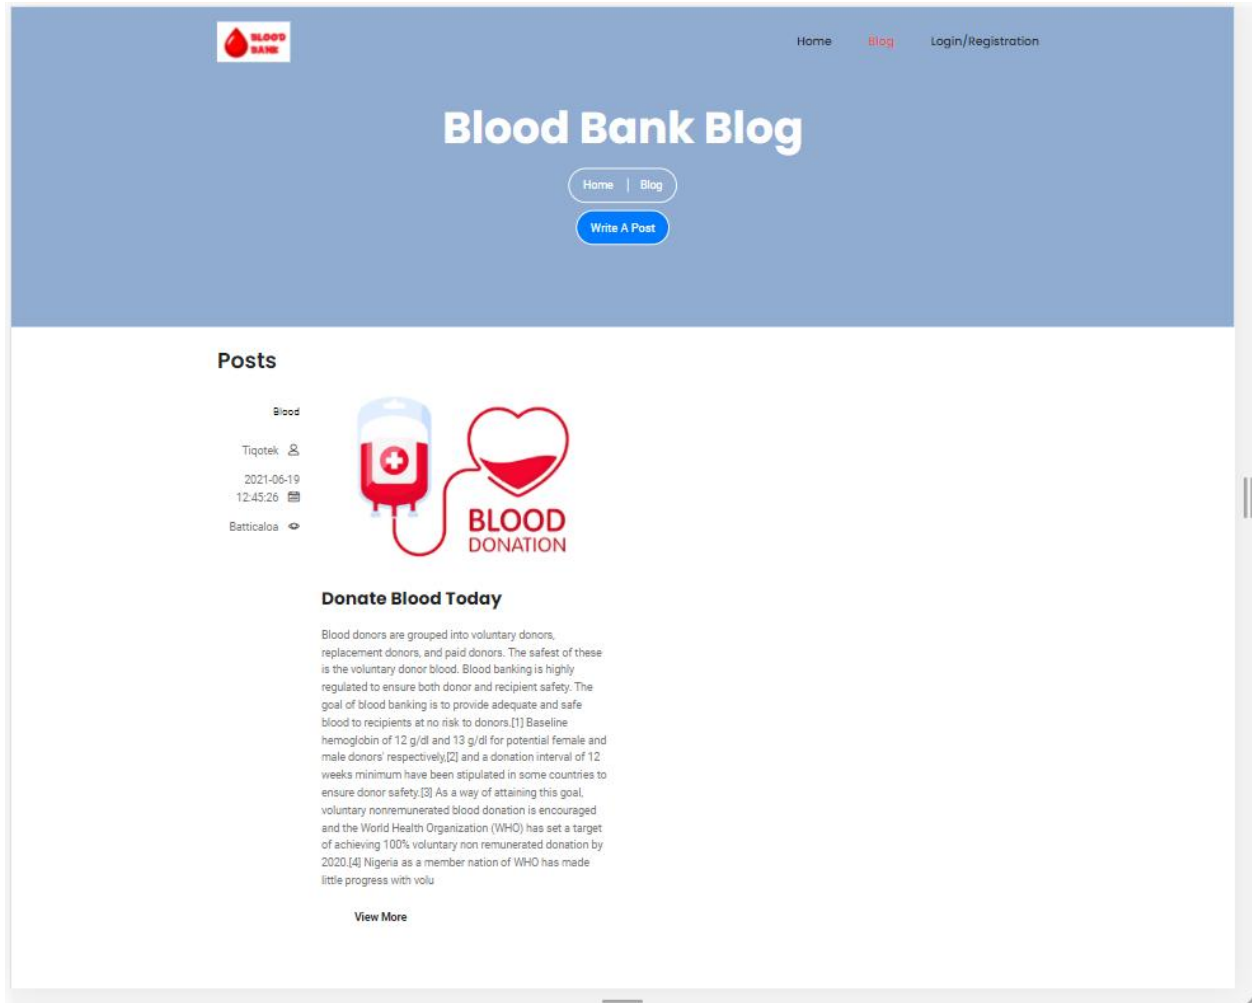 BLOOD
BANK
Home Blog Login/Registration
Blood Bank Blog
Home | Blog
Write A Post
Posts
Blood
Tiqotek
2021-06-19
12:45:26
Batticaloa
BLOOD
DONATION
Donate Blood Today
Blood donors are grouped into voluntary donors,
replacement donors, and paid donors. The safest of these
is the voluntary donor blood. Blood banking is highly
regulated to ensure both donor and recipient safety. The
goal of blood banking is to provide adequate and safe
blood to recipients at no risk to donors.[1] Baseline
hemoglobin of 12 g/dl and 13 g/dl for potential female and
male donors' respectively,[2] and a donation interval of 12
weeks minimum have been stipulated in some countries to
ensure donor safety.[3] As a way of attaining this goal,
voluntary nonremunerated blood donation is encouraged
and the World Health Organization (WHO) has set a target
of achieving 100% voluntary non remunerated donation by
2020.[4] Nigeria as a member nation of WHO has made
little progress with volu
View More